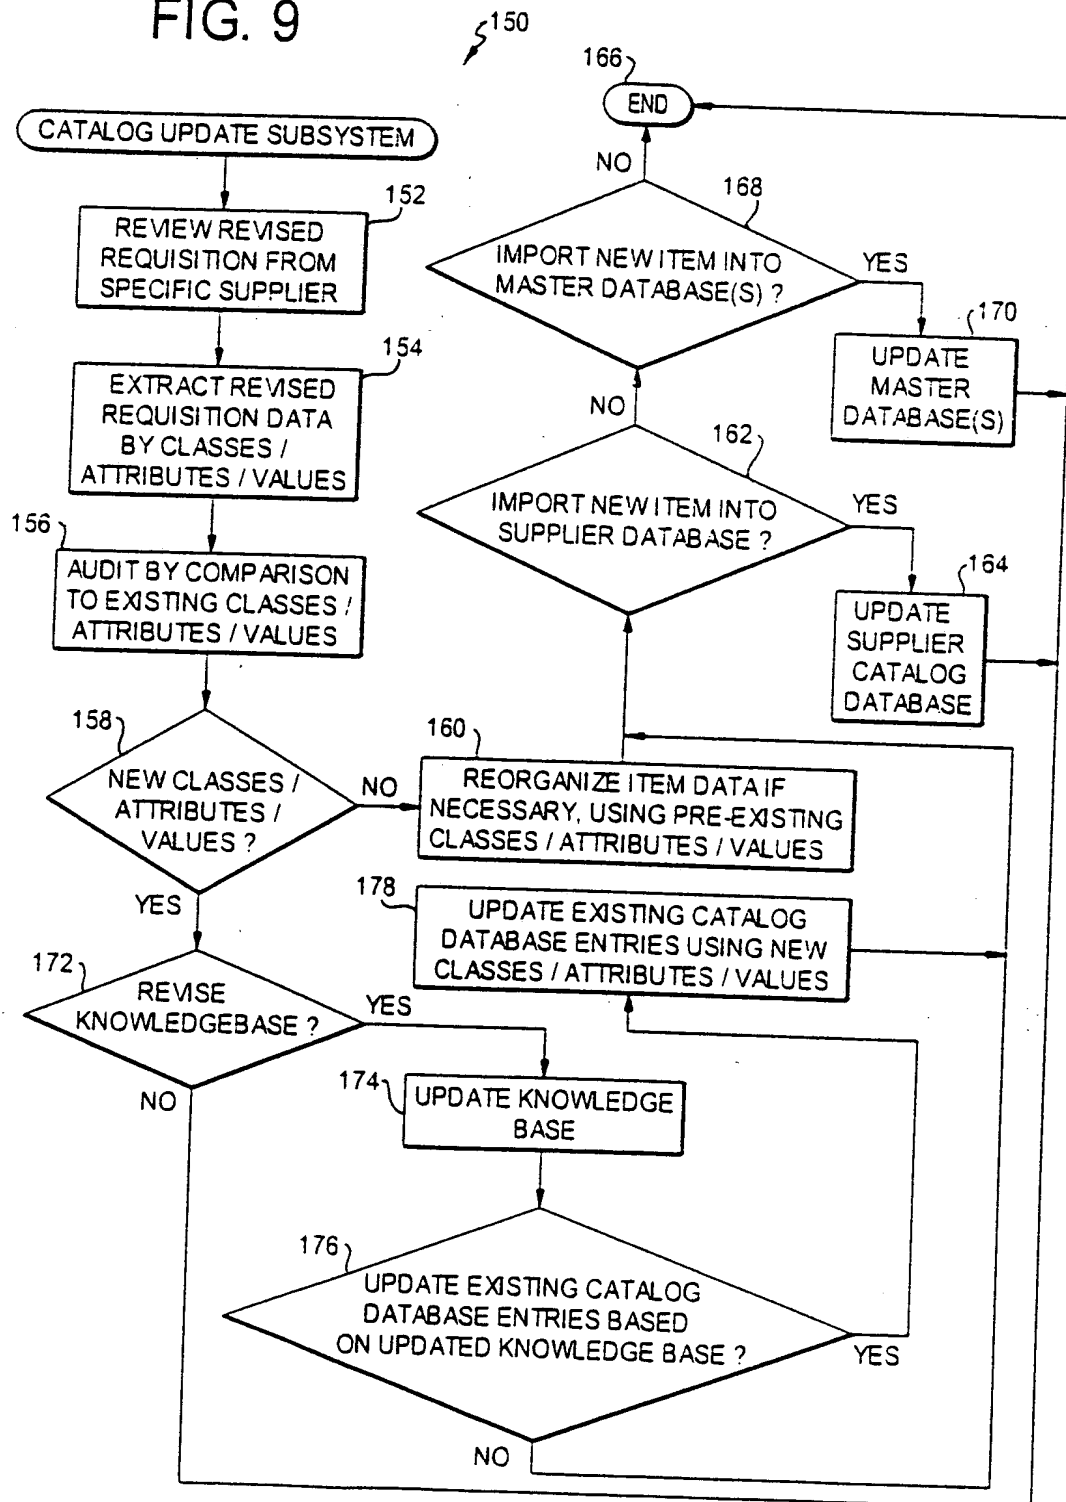 FIG. 9
150
CATALOG UPDATE SUBSYSTEM
152
REVIEW REVISED
REQUISITION FROM
SPECIFIC SUPPLIER
154
EXTRACT REVISED
REQUISITION DATA
BY CLASSES /
ATTRIBUTES / VALUES
156
AUDIT BY COMPARISON
TO EXISTING CLASSES /
ATTRIBUTES / VALUES
158
NEW CLASSES /
ATTRIBUTES /
VALUES ?
NO
YES
160
REORGANIZE ITEM DATA IF
NECESSARY, USING PRE-EXISTING
CLASSES / ATTRIBUTES / VALUES
166
END
NO
168
IMPORT NEW ITEM INTO
MASTER DATABASE(S) ?
YES
170
UPDATE
MASTER
DATABASE(S)
NO
162
IMPORT NEW ITEM INTO
SUPPLIER DATABASE ?
YES
164
UPDATE
SUPPLIER
CATALOG
DATABASE
178
UPDATE EXISTING CATALOG
DATABASE ENTRIES USING NEW
CLASSES / ATTRIBUTES / VALUES
172
REVISE
KNOWLEDGEBASE ?
YES
NO
174
UPDATE KNOWLEDGE
BASE
176
UPDATE EXISTING CATALOG
DATABASE ENTRIES BASED
ON UPDATED KNOWLEDGE BASE ?
YES
NO